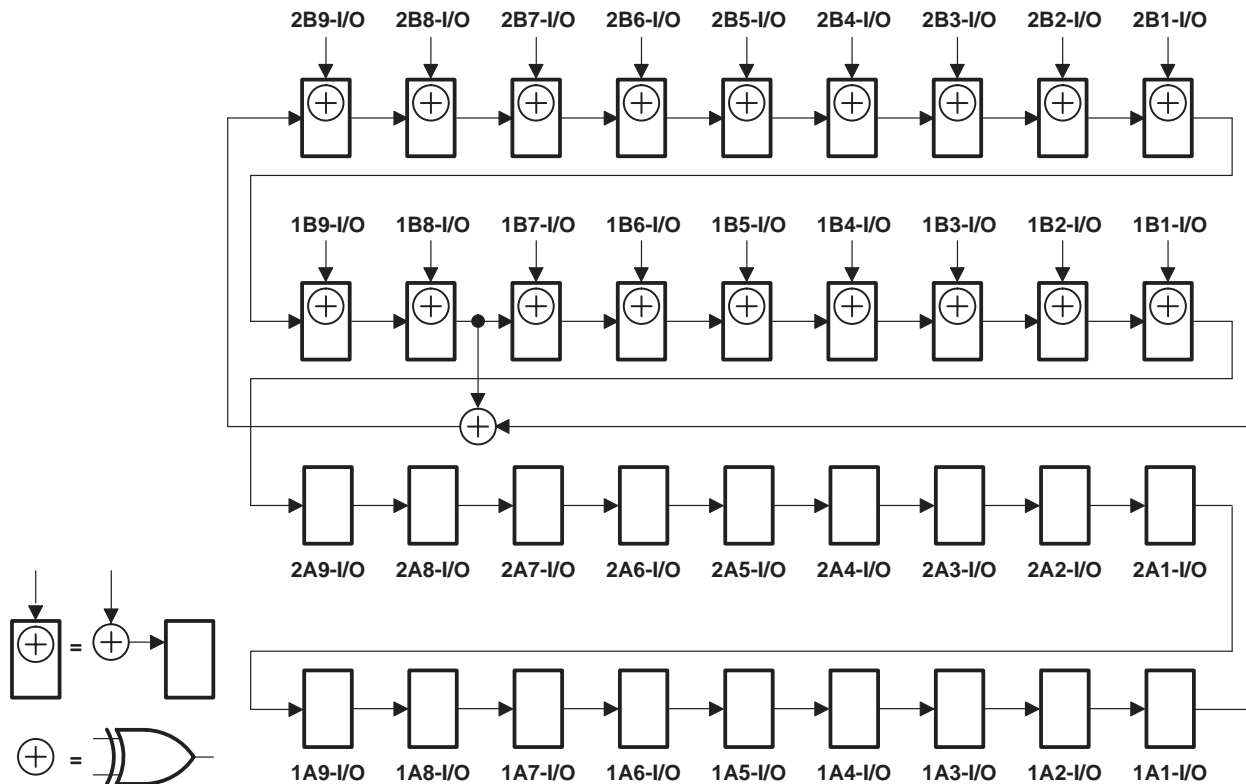 2B9-I/O 2B8-I/O 2B7-I/O 2B6-I/O 2B5-I/O 2B4-I/O 2B3-I/O 2B2-I/O 2B1-I/O
1B9-I/O 1B8-I/O 1B7-I/O 1B6-I/O 1B5-I/O 1B4-I/O 1B3-I/O 1B2-I/O 1B1-I/O
2A9-I/O 2A8-I/O 2A7-I/O 2A6-I/O 2A5-I/O 2A4-I/O 2A3-I/O 2A2-I/O 2A1-I/O
=
=
1A9-I/O 1A8-I/O 1A7-I/O 1A6-I/O 1A5-I/O 1A4-I/O 1A3-I/O 1A2-I/O 1A1-I/O